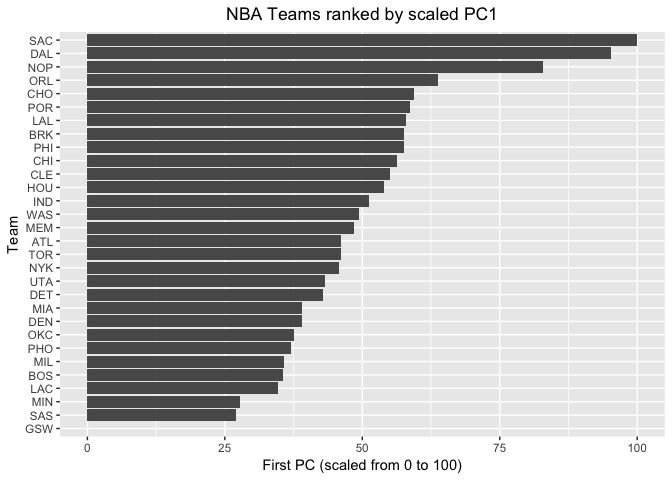 NBA Teams ranked by scaled PC1
SAC
DAL
NOP
ORL
CHO
POR
LAL
BRK
PHI
CHI
CLE
HOU
IND
WAS
MEM
ATL
TOR
NYK
UTA
DET
MIA
DEN
OKC
PHO
MIL
BOS
LAC
MIN
SAS
GSW
Team
0 25 50 75 100
First PC (scaled from 0 to 100)